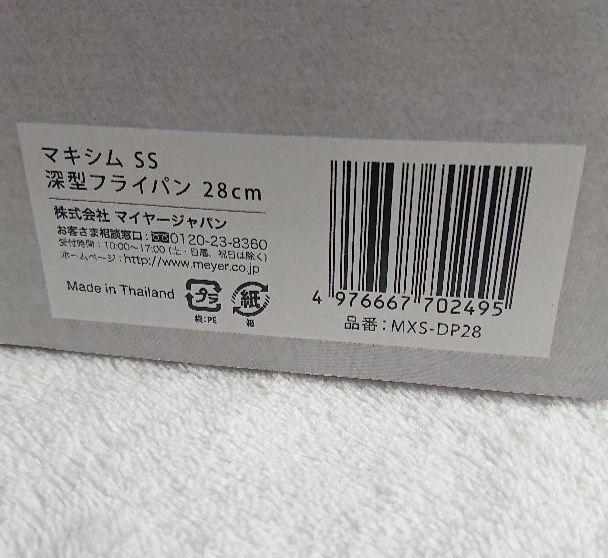 マキシム SS
深型フライパン 28cm
株式会社 マイヤージャパン
お客さま相談窓口:0120-23-8360
受付時間:10:00~17:00(土・日曜、祝日は除く)
ホームページ:http://www.meyer.co.jp
Made in Thailand
プラ
袋:PE
紙
箱
4 976667 702495
品番:MXS-DP28